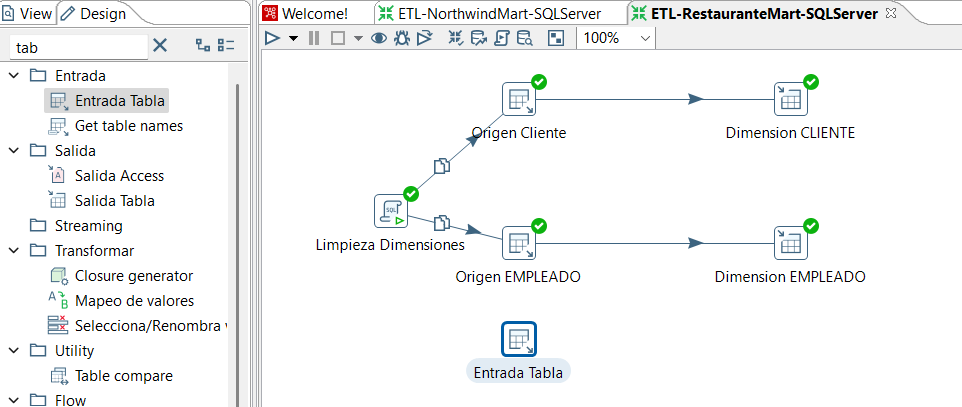 View
Design
Welcome!
ETL-NorthwindMart-SQLServer
ETL-RestauranteMart-SQLServer
tab
100%
Entrada
Entrada Tabla
Get table names
Salida
Salida Access
Salida Tabla
Streaming
Transformar
Closure generator
Mapeo de valores
Selecciona/Renombra v
Utility
Table compare
Flow
Origen Cliente
Dimension CLIENTE
SQL
Limpieza Dimensiones
Origen EMPLEADO
Dimension EMPLEADO
Entrada Tabla